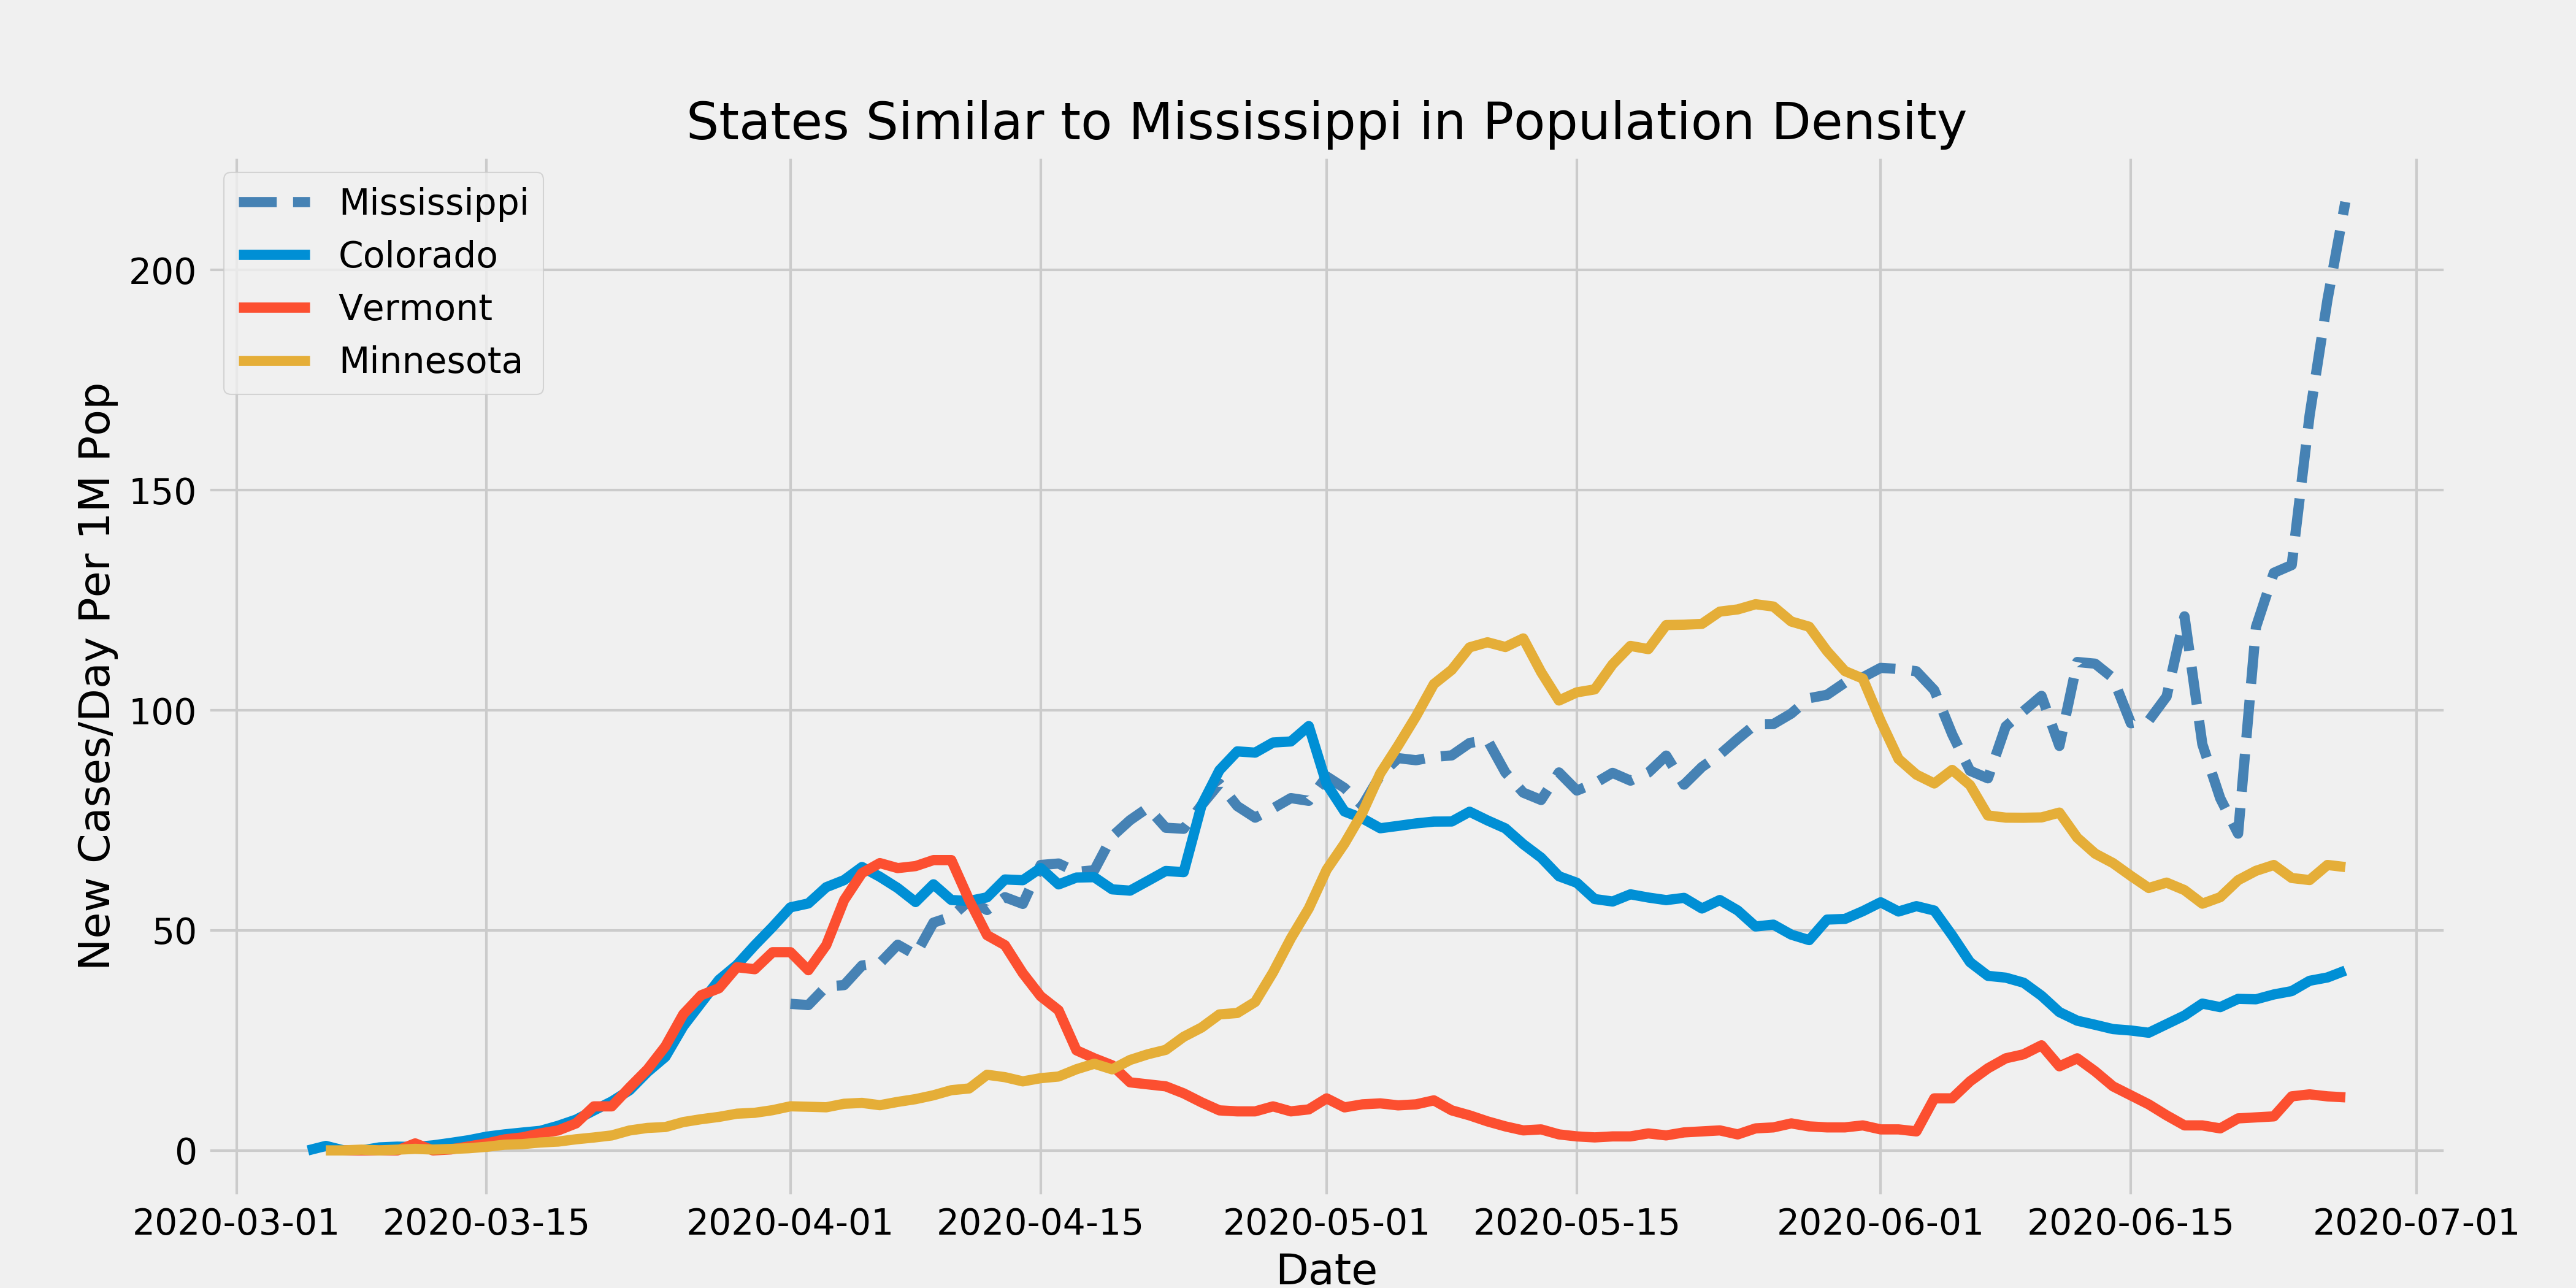 States Similar to Mississippi in Population Density
Mississippi
Colorado
Vermont
Minnesota
New Cases/Day Per 1M Pop
200
150
100
50
0
2020-03-01 2020-03-15 2020-04-01 2020-04-15 2020-05-01 2020-05-15 2020-06-01 2020-06-15 2020-07-01
Date